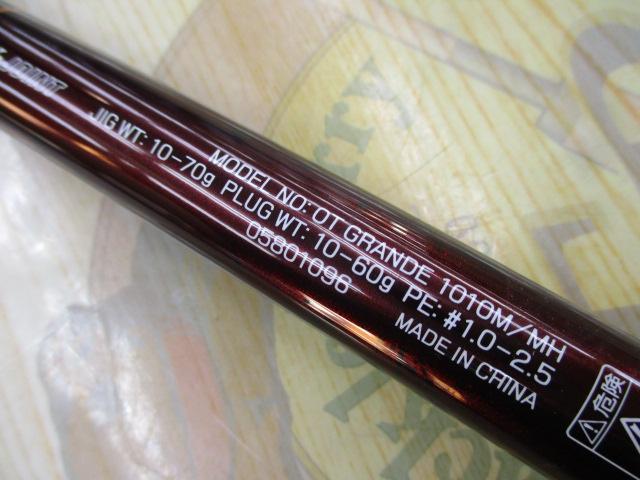 MODEL NO: OT GRANDE 1010M/MH
JIG WT: 10-70g PLUG WT: 10-60g PE: #1.0-2.5
05801096 MADE IN CHINA
危険
rry